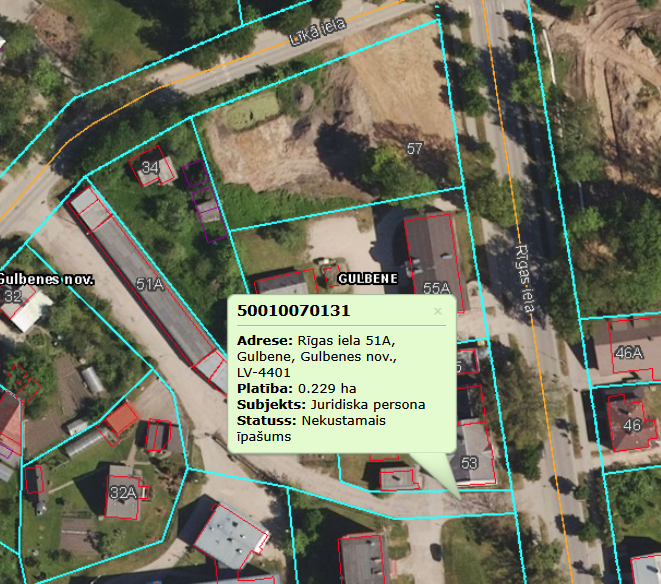 Līkā iela
57
34
Rīgas iela
Gulbenes nov.
51A
GULBENE
55A
32
50010070131
Adrese: Rīgas iela 51A,
Gulbene, Gulbenes nov.,
LV-4401
Platība: 0.229 ha
Subjekts: Juridiska persona
Statuss: Nekustamais
īpašums
46A
46
53
32A